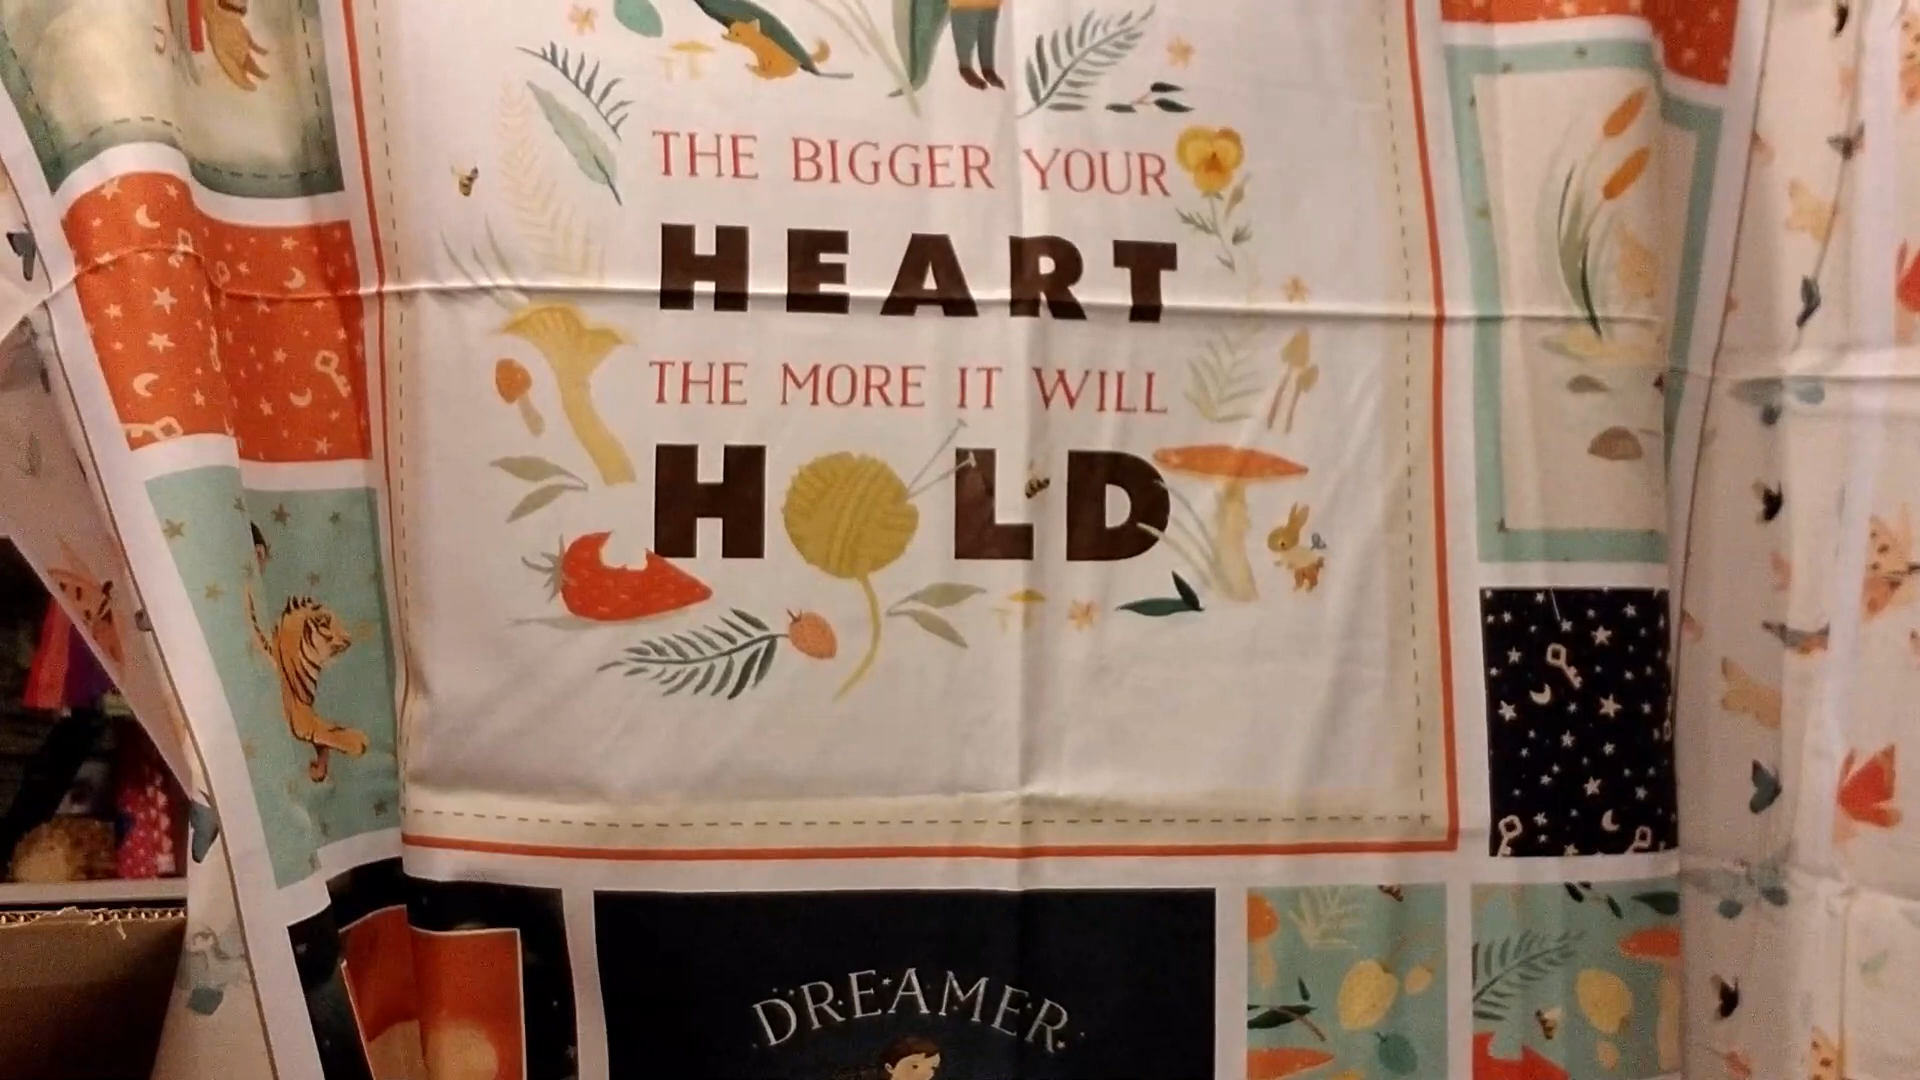 THE BIGGER YOUR
HEART
THE MORE IT WILL
HOLD
DREAMER